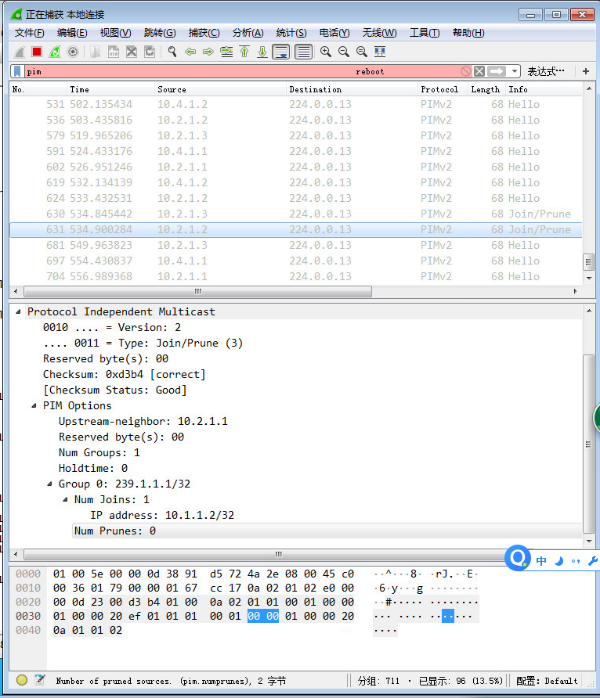 正在捕获 本地连接
文件(F) 编辑(E) 视图(V) 跳转(G) 捕获(C) 分析(A) 统计(S) 电话(Y) 无线(W) 工具(T) 帮助(H)
pim reboot 表达式… +
No. Time Source Destination Protocol Length Info
531 502.135434 10.4.1.2 224.0.0.13 PIMv2 68 Hello
536 503.435816 10.2.1.2 224.0.0.13 PIMv2 68 Hello
579 519.965206 10.2.1.3 224.0.0.13 PIMv2 68 Hello
591 524.433176 10.4.1.1 224.0.0.13 PIMv2 68 Hello
602 526.951246 10.2.1.1 224.0.0.13 PIMv2 68 Hello
619 532.134139 10.4.1.2 224.0.0.13 PIMv2 68 Hello
624 533.432531 10.2.1.2 224.0.0.13 PIMv2 68 Hello
630 534.845442 10.2.1.3 224.0.0.13 PIMv2 68 Join/Prune
631 534.900284 10.2.1.2 224.0.0.13 PIMv2 68 Join/Prune
681 549.963823 10.2.1.3 224.0.0.13 PIMv2 68 Hello
697 554.430837 10.4.1.1 224.0.0.13 PIMv2 68 Hello
704 556.989368 10.2.1.1 224.0.0.13 PIMv2 68 Hello
Protocol Independent Multicast
0010 .... = Version: 2
.... 0011 = Type: Join/Prune (3)
Reserved byte(s): 00
Checksum: 0xd3b4 [correct]
[Checksum Status: Good]
PIM Options
Upstream-neighbor: 10.2.1.1
Reserved byte(s): 00
Num Groups: 1
Holdtime: 0
Group 0: 239.1.1.1/32
Num Joins: 1
IP address: 10.1.1.2/32
Num Prunes: 0
中
0000 01 00 5e 00 00 0d 38 91 d5 72 4a 2e 08 00 45 c0 ··^···8· ·rJ.··E·
0010 00 36 01 79 00 00 01 67 cc 17 0a 02 01 02 e0 00 ·6·y···g ········
0020 00 0d 23 00 d3 b4 01 00 0a 02 01 01 00 01 00 00 ··#····· ········
0030 01 00 00 20 ef 01 01 01 00 01 00 00 01 00 00 20 ··· ···· ······· 
0040 0a 01 01 02 ····
Number of pruned sources. (pim.numprunes), 2 字节 分组: 711 · 已显示: 96 (13.5%) 配置: Default